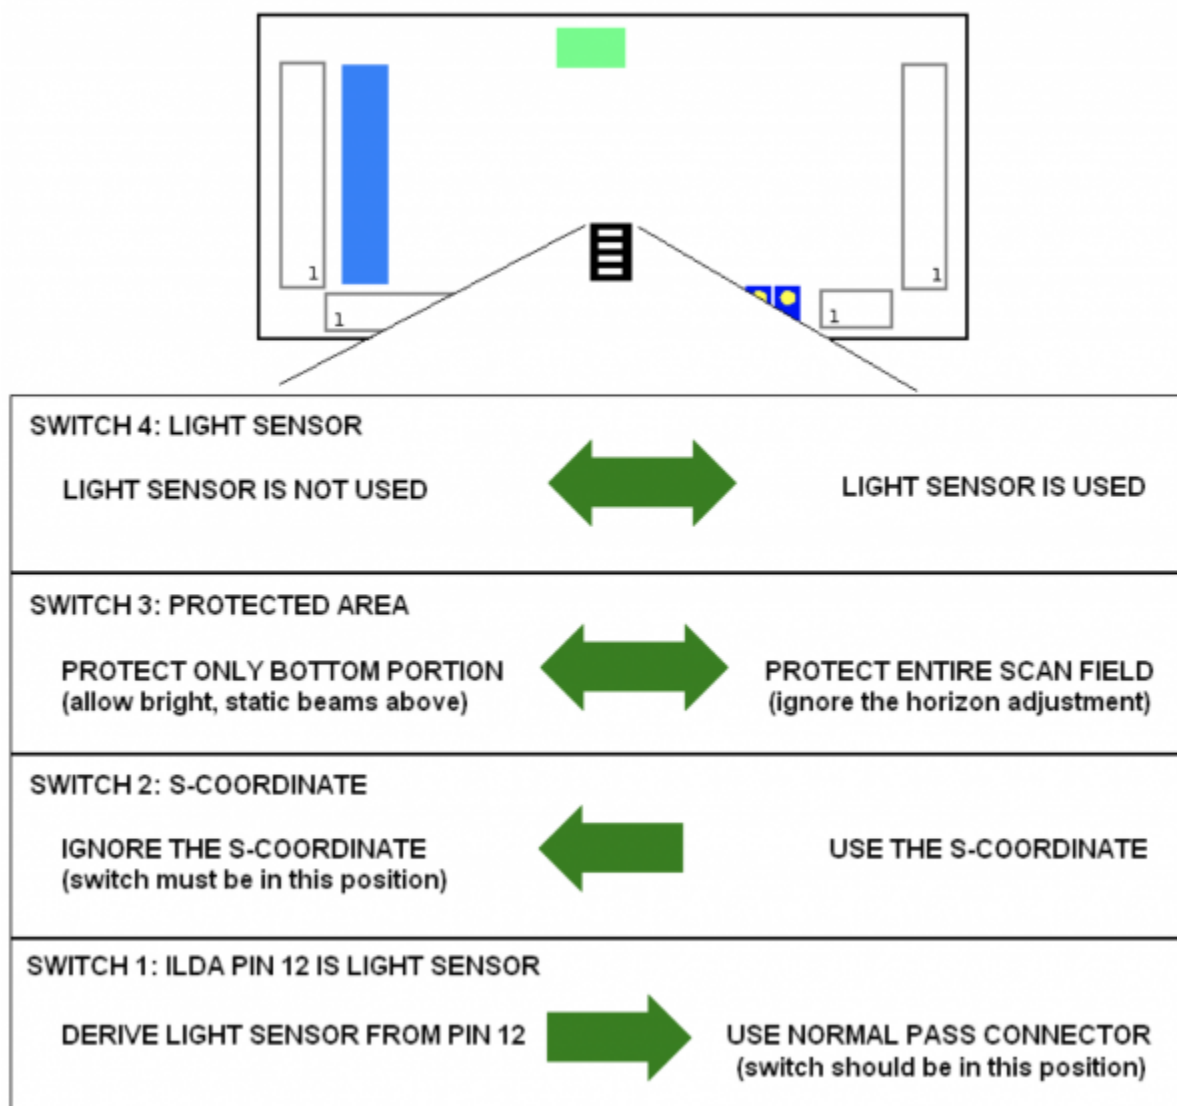 1
1
1
1
SWITCH 4: LIGHT SENSOR
LIGHT SENSOR IS NOT USED
LIGHT SENSOR IS USED
SWITCH 3: PROTECTED AREA
PROTECT ONLY BOTTOM PORTION
(allow bright, static beams above)
PROTECT ENTIRE SCAN FIELD
(ignore the horizon adjustment)
SWITCH 2: S-COORDINATE
IGNORE THE S-COORDINATE
(switch must be in this position)
USE THE S-COORDINATE
SWITCH 1: ILDA PIN 12 IS LIGHT SENSOR
DERIVE LIGHT SENSOR FROM PIN 12
USE NORMAL PASS CONNECTOR
(switch should be in this position)